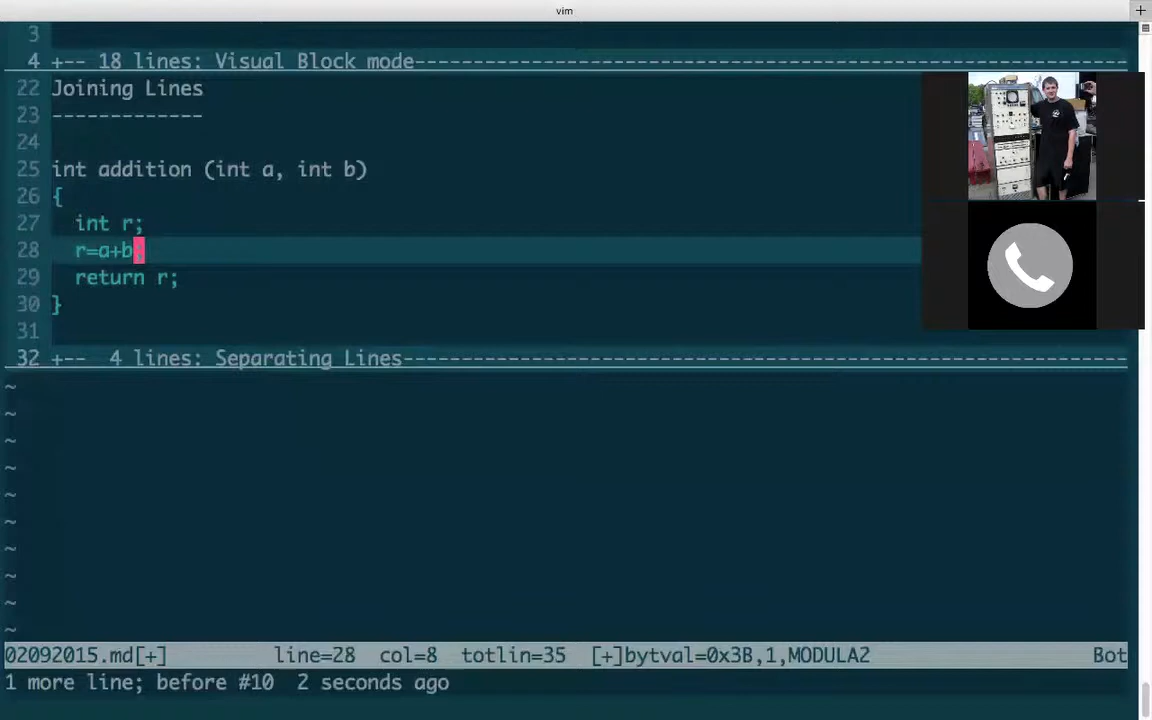 vim
3
4 +-- 18 lines: Visual Block mode--------------------------------------------------------------
22 Joining Lines
23 -------------
24
25 int addition (int a, int b)
26 {
27   int r;
28   r=a+b;
29   return r;
30 }
31
32 +--  4 lines: Separating Lines---------------------------------------------------------------
~
~
~
~
~
~
~
~
~
~
02092015.md[+] line=28 col=8 totlin=35 [+]bytval=0x3B,1,MODULA2 Bot
1 more line; before #10  2 seconds ago